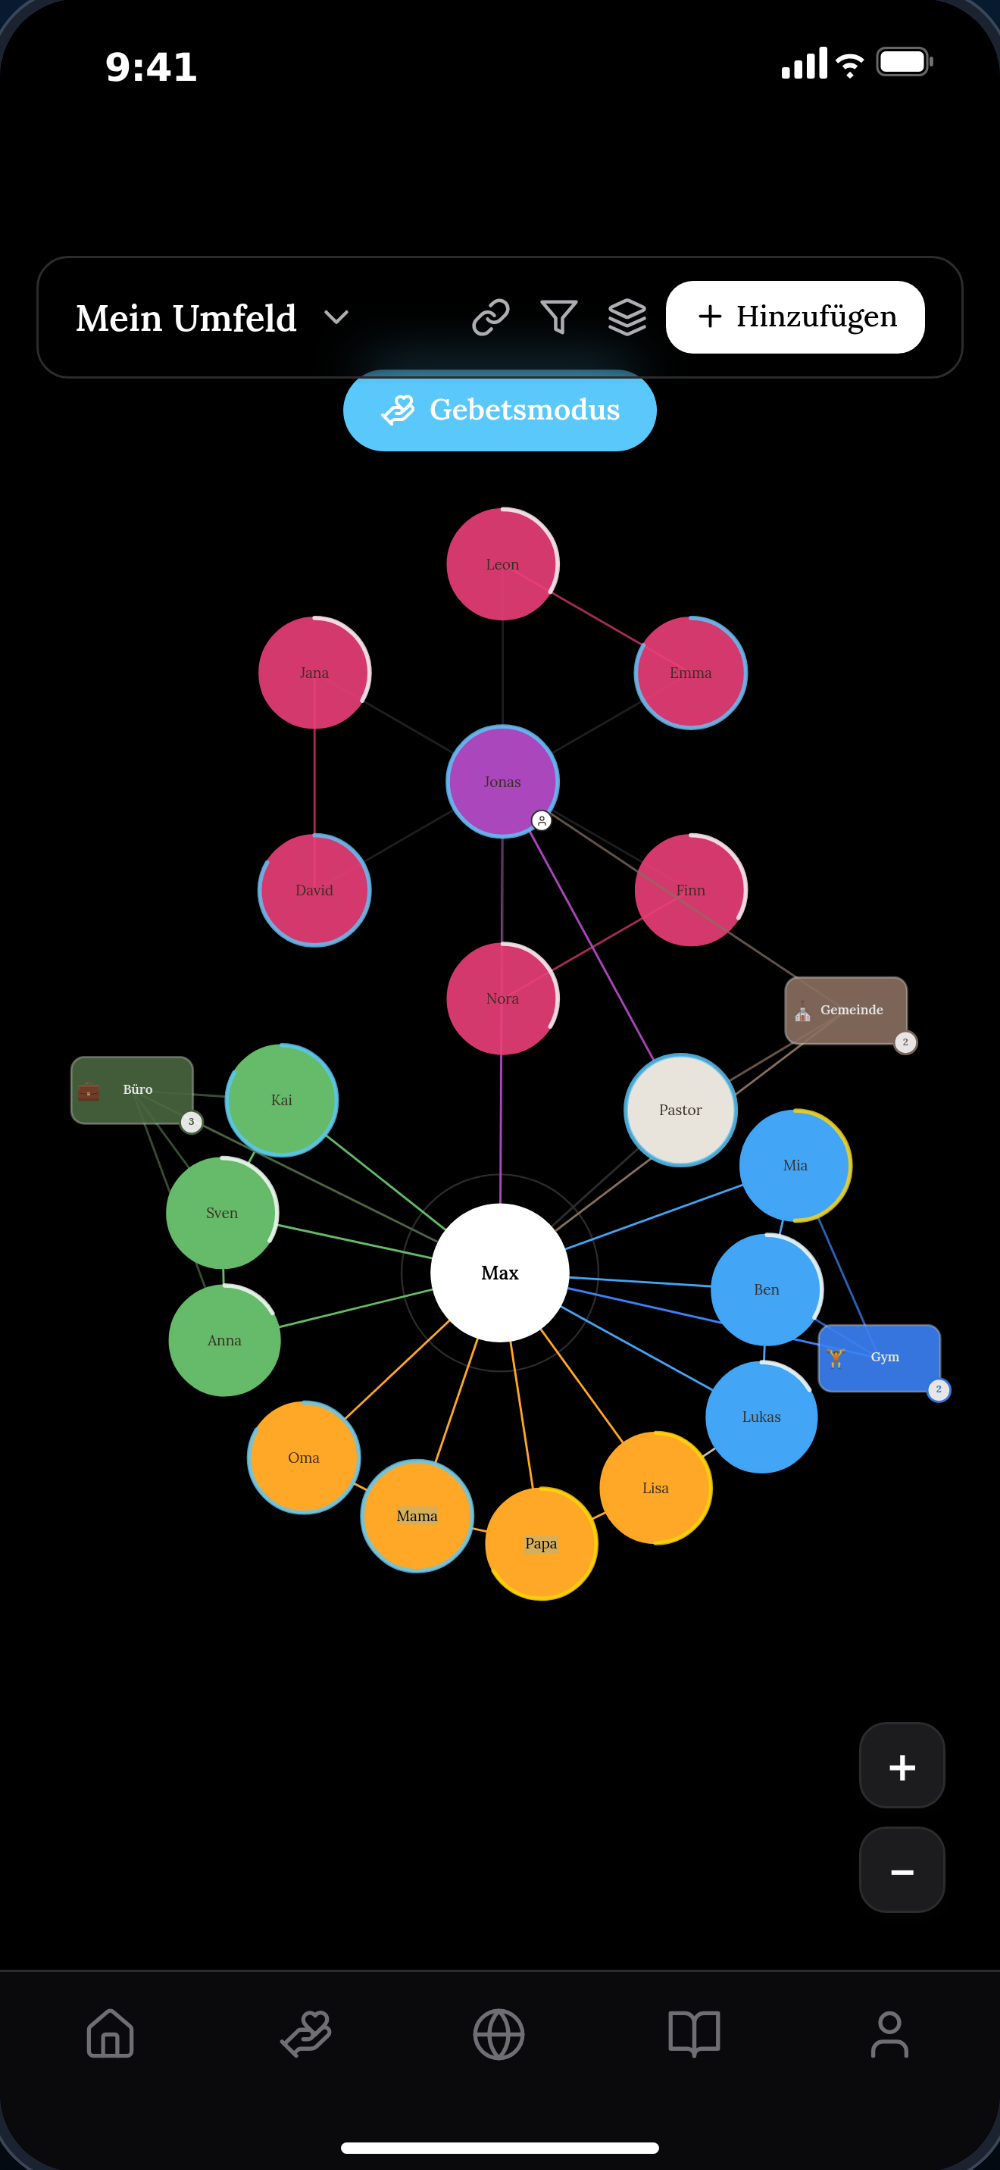 9:41
Mein Umfeld
Hinzufügen
Gebetsmodus
Leon
Jana
Emma
Jonas
David
Finn
Nora
Gemeinde
2
Büro
3
Kai
Pastor
Mia
Sven
Max
Ben
Anna
Gym
2
Lukas
Oma
Lisa
Mama
Papa
+
−